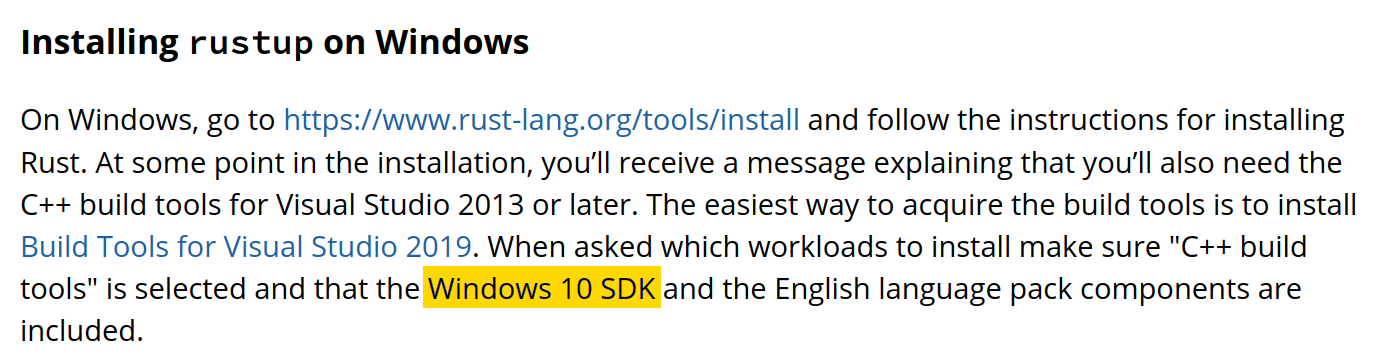 Installing rustup on Windows
On Windows, go to https://www.rust-lang.org/tools/install and follow the instructions for installing
Rust. At some point in the installation, you’ll receive a message explaining that you’ll also need the
C++ build tools for Visual Studio 2013 or later. The easiest way to acquire the build tools is to install
Build Tools for Visual Studio 2019. When asked which workloads to install make sure "C++ build
tools" is selected and that the Windows 10 SDK and the English language pack components are
included.